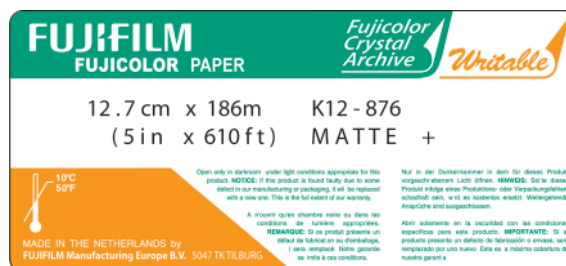 FUJIFILM
FUJICOLOR PAPER
Fujicolor
Crystal
Archive
Writable
12.7 cm x 186m K12-876
(5in x 610ft) MATTE +
10°C
50°F
Open only in darkroom under light conditions appropriate for this
product. NOTICE: If this product is found faulty due to some
defect in our manufacturing or packaging, it will be replaced
with a new one. This is the full extent of our warranty.
A n'ouvrir qu'en chambre noire ou dans les
conditions de lumière appropriées.
REMARQUE: Si ce produit présente un
défaut de fabrication ou d'emballage,
il sera remplacé. Notre garantie
se limite à ces conditions.
Nur in der Dunkelkammer in dem für dieses Produkt
vorgeschriebenem Licht öffnen. HINWEIS: Sollte dieses
Produkt infolge eines Produktions- oder Verpackungsfehlers
schadhaft sein, wird es kostenlos ersetzt. Weitergehende
Ansprüche sind ausgeschlossen.
Abrir solamente en la oscuridad con las condiciones
específicas para este producto. IMPORTANTE: Si el
producto presenta un defecto de fabricación o envase, será
remplazado por uno nuevo. Esta es la máxima cobertura de
nuestra garantía
MADE IN THE NETHERLANDS by
FUJIFILM Manufacturing Europe B.V. 5047 TK TILBURG